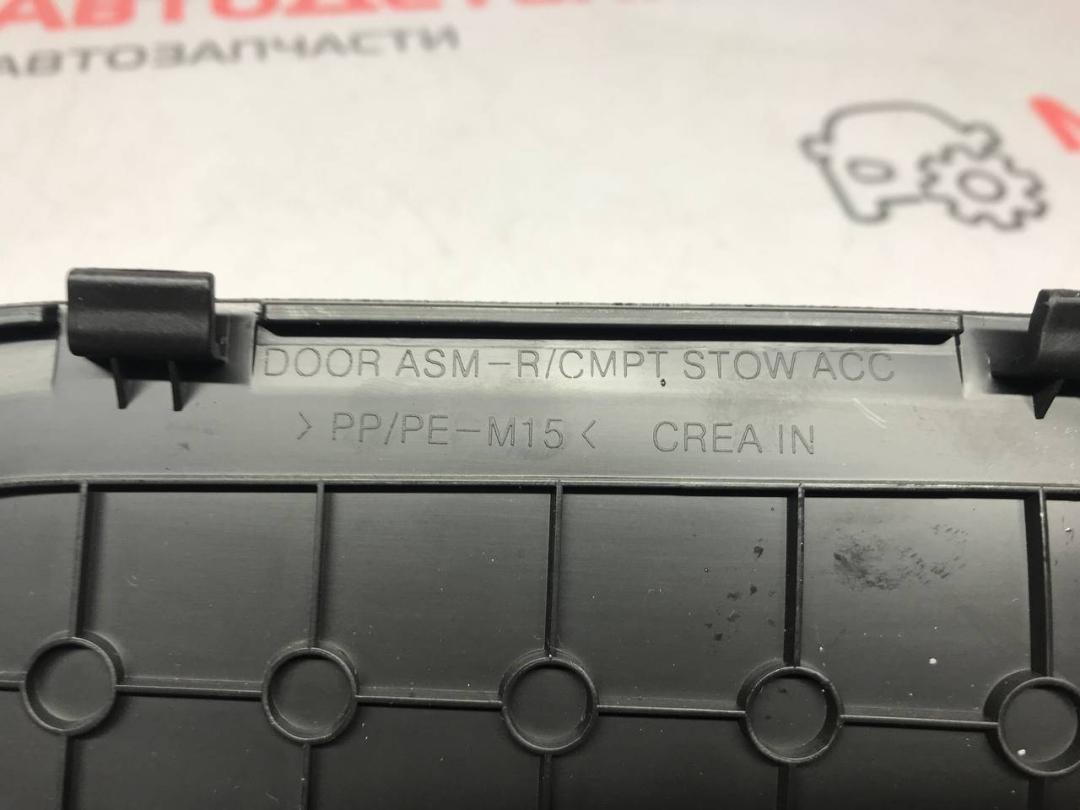 АВТОЗАПЧАСТИ
DOOR ASM-R/CMPT STOW ACC
>PP/PE-M15< CREA IN